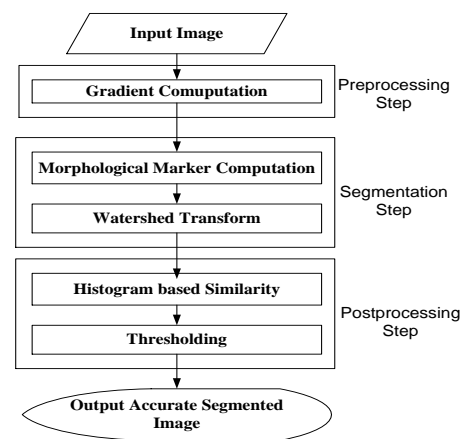 Input Image
Gradient Comuputation
Preprocessing
Step
Morphological Marker Computation
Watershed Transform
Segmentation
Step
Histogram based Similarity
Thresholding
Postprocessing
Step
Output Accurate Segmented
Image